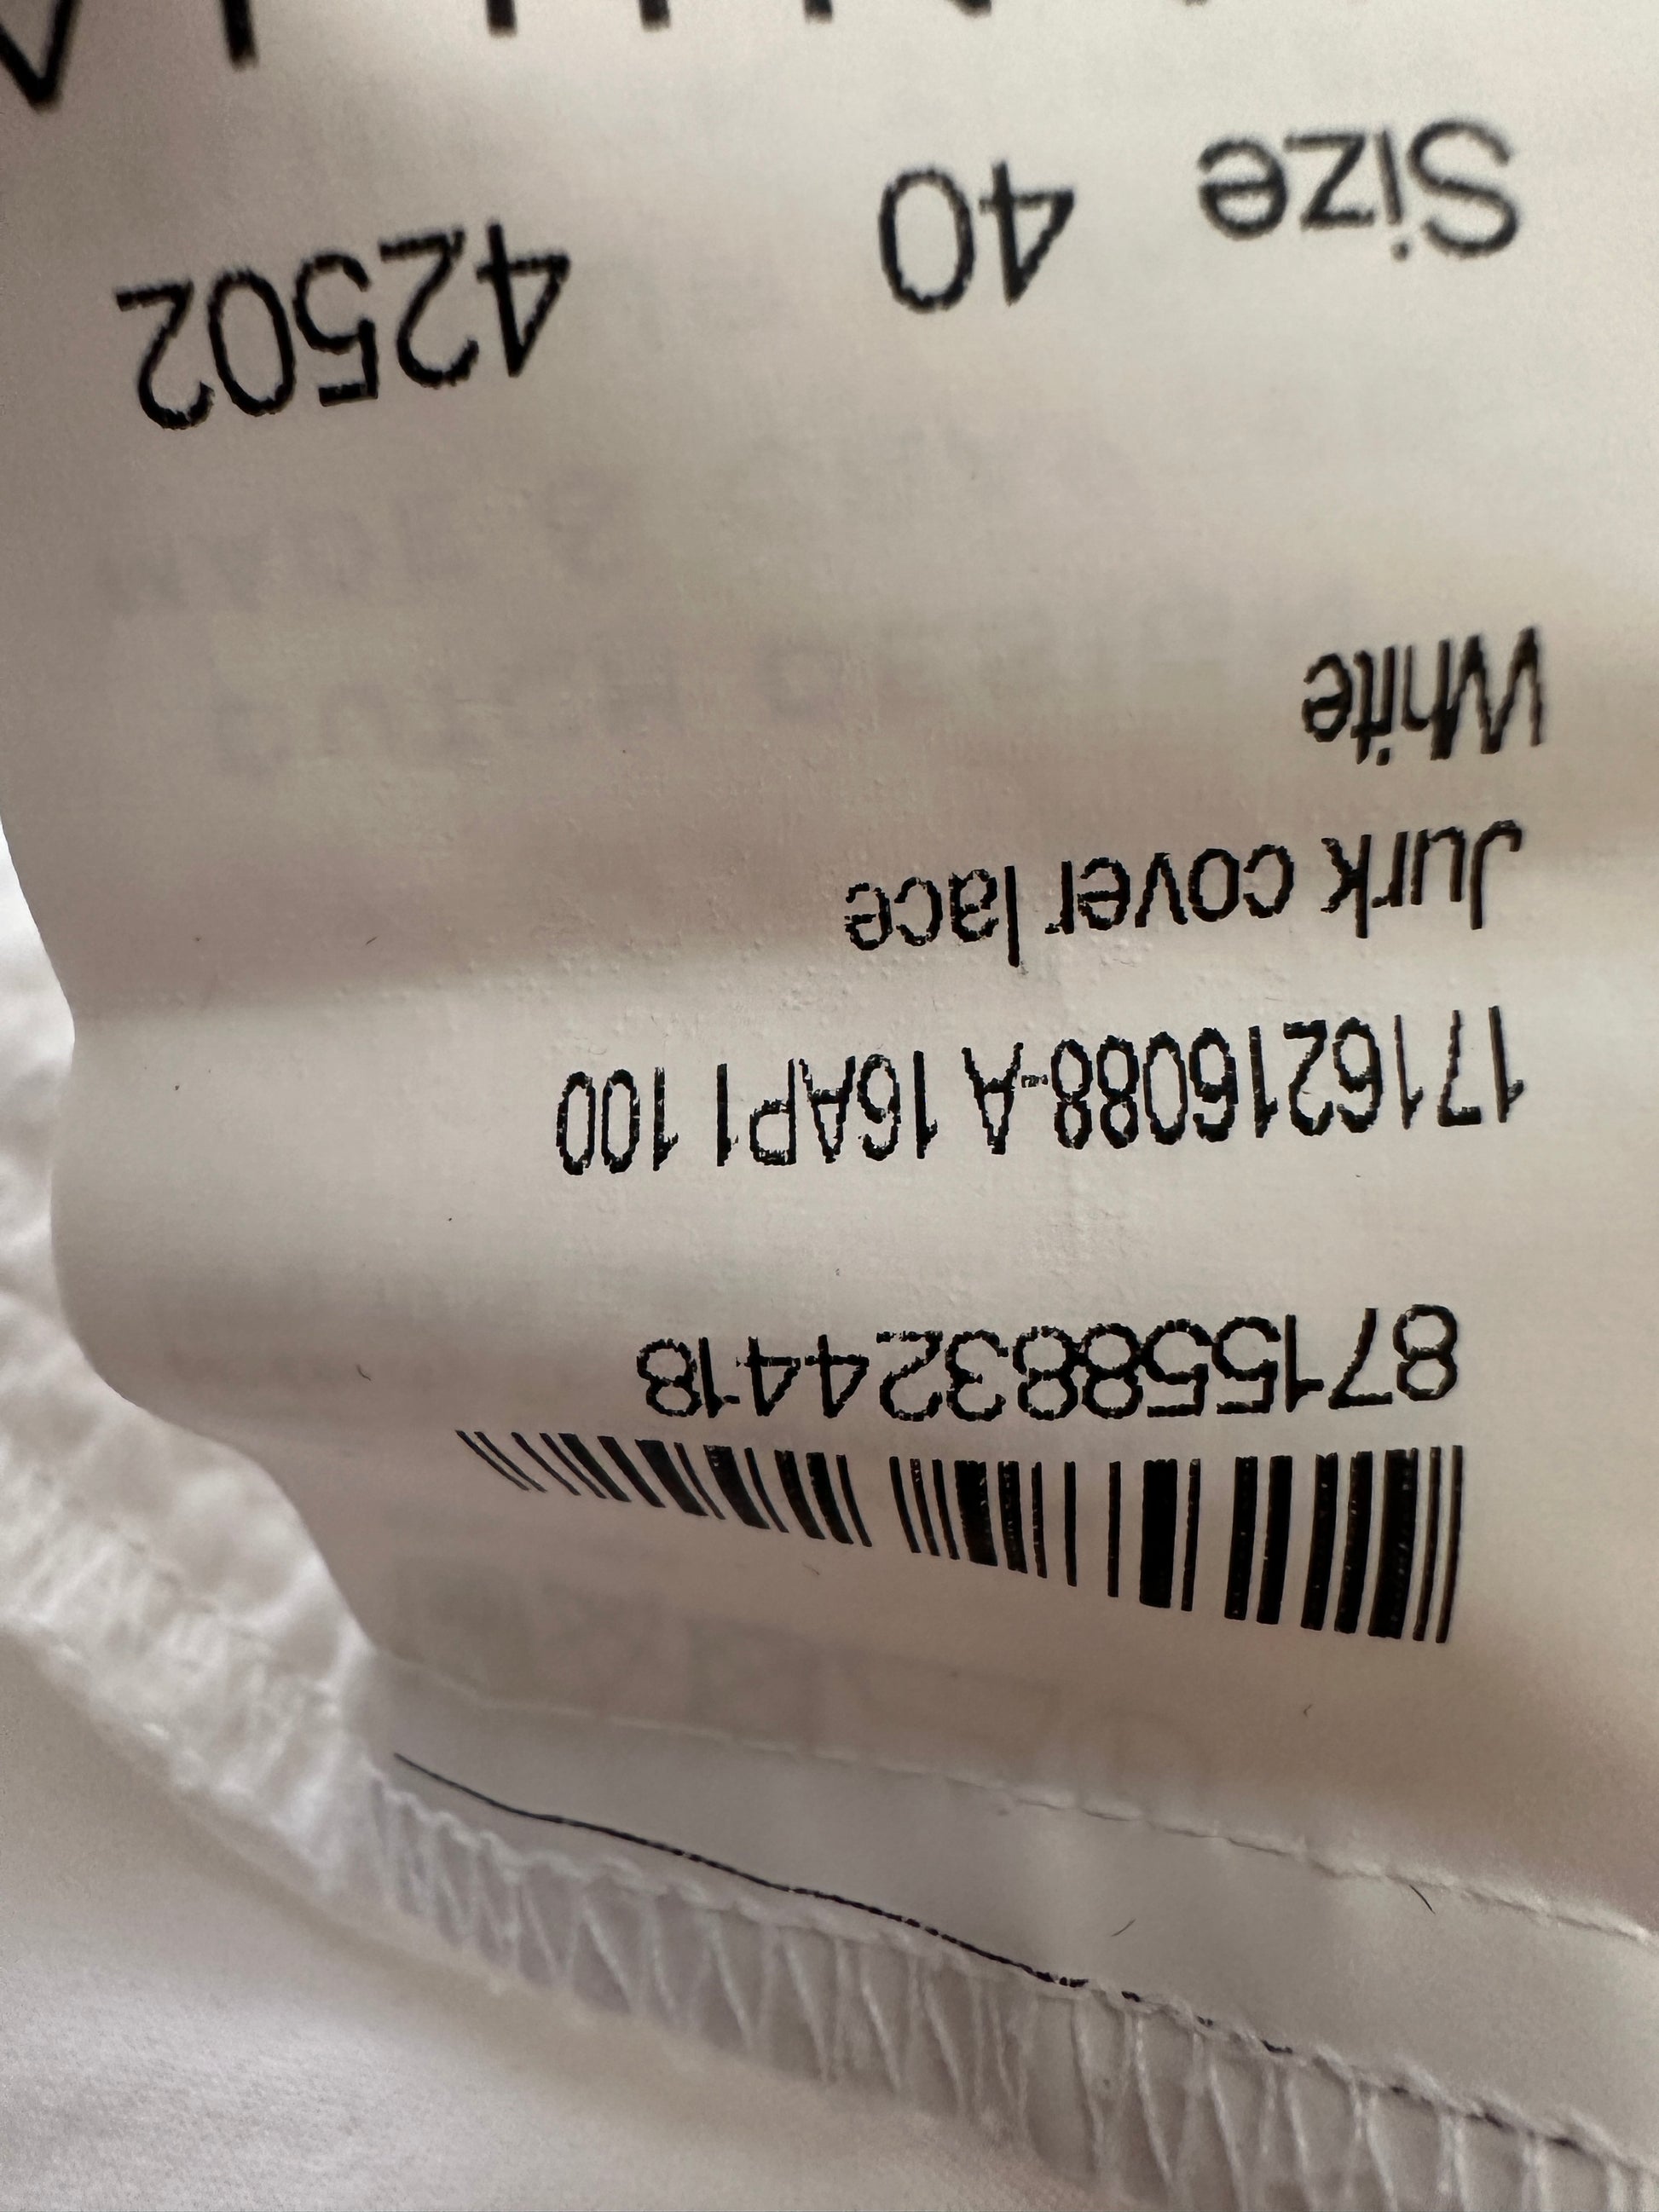 8715588324418
1716216088-A 16AP1 100
Jurk cover lace
White
Size 40 42502